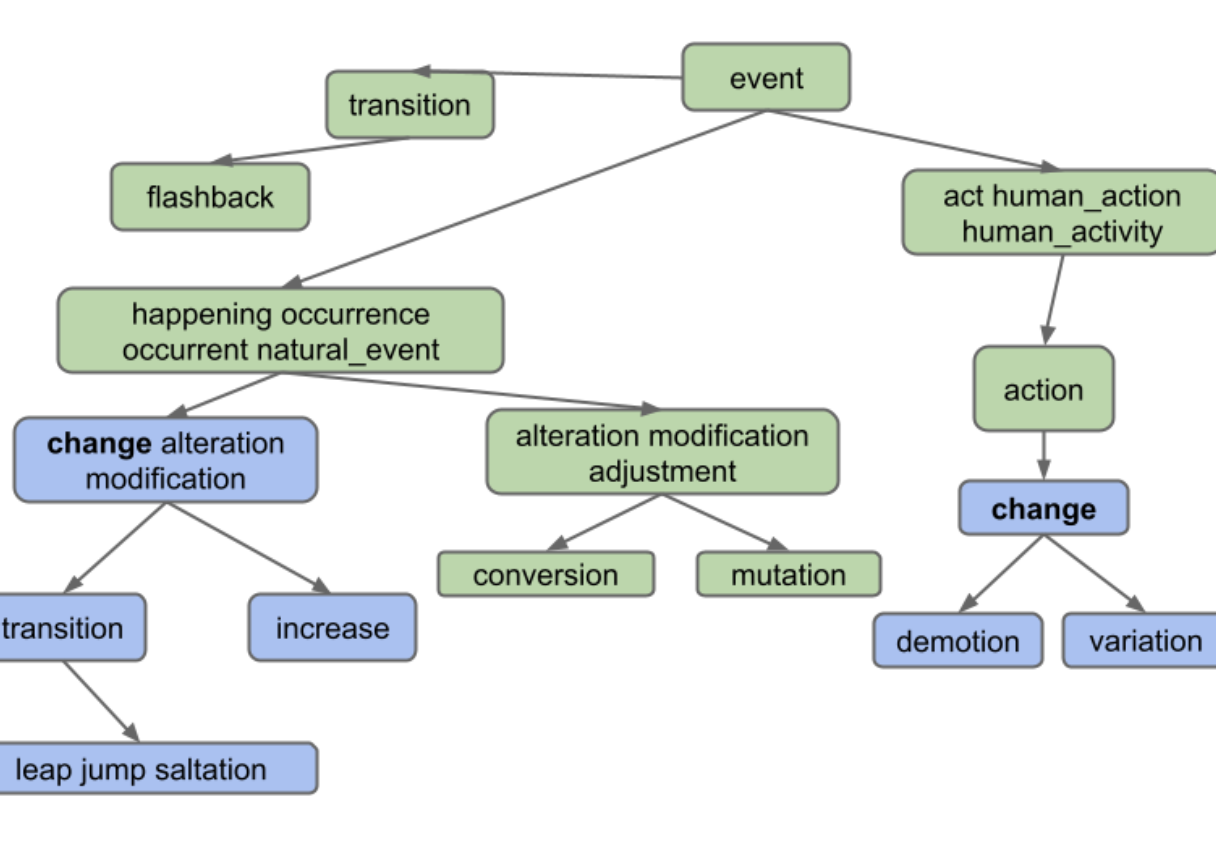 event
transition
flashback
act human_action
human_activity
happening occurrence
occurrent natural_event
action
change alteration
modification
alteration modification
adjustment
change
conversion
mutation
transition
increase
demotion
variation
leap jump saltation